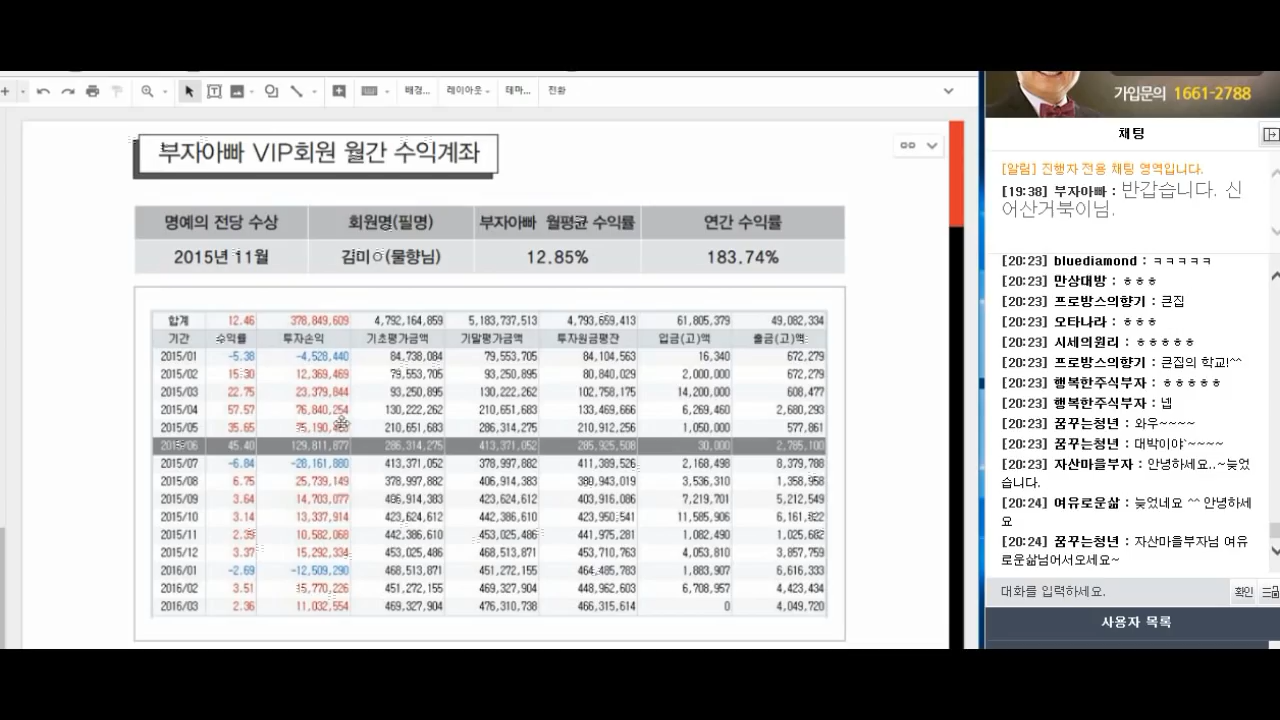 배경...
레이아웃
테마...
전환
부자아빠 VIP회원 월간 수익계좌
명예의 전당 수상 회원명(필명) 부자아빠 월평균 수익률 연간 수익률
2015년 11월 김미ㅇ(물향님) 12.85% 183.74%
합계 12.46 378,849,609 4,792,164,859 5,183,737,513 4,793,659,413 61,805,379 49,082,334
기간 수익률 투자손익 기초평가금액 기말평가금액 투자원금평잔 입금(고)액 출금(고)액
2015/01 -5.38 -4,528,440 84,738,084 79,553,705 84,104,563 16,340 672,279
2015/02 15.30 12,369,469 79,553,705 93,250,895 80,840,029 2,000,000 672,279
2015/03 22.75 23,379,844 93,250,895 130,222,262 102,758,175 14,200,000 608,477
2015/04 57.57 76,840,254 130,222,262 210,651,683 133,469,666 6,269,460 2,680,293
2015/05 35.65 210,651,683 286,314,275 210,912,256 1,050,000 577,861
2015/06 45.40 129,811,877 286,314,275 413,371,052 285,925,508 30,000 2,785,100
2015/07 -6.84 -28,161,880 413,371,052 378,997,882 411,389,526 2,168,498 8,379,788
2015/08 6.75 25,739,149 378,997,882 406,914,383 380,943,019 3,536,310 1,358,958
2015/09 3.64 14,703,077 406,914,383 423,624,612 403,916,086 7,219,701 5,212,549
2015/10 3.14 13,337,914 423,624,612 442,386,610 423,950,541 11,585,906 6,161,822
2015/11 2.39 10,582,068 442,386,610 453,025,486 441,975,281 1,082,490 1,025,682
2015/12 3.37 15,292,334 453,025,486 468,513,871 453,710,763 4,053,810 3,857,759
2016/01 -2.69 -12,509,290 468,513,871 451,272,155 464,485,783 1,883,907 6,616,333
2016/02 3.51 15,770,226 451,272,155 469,327,904 448,962,603 6,708,957 4,423,434
2016/03 2.36 11,032,554 469,327,904 476,310,738 466,315,614 0 4,049,720
가입문의 1661-2788
채팅
[알림] 진행자 전용 채팅 영역입니다.
[19:38] 부자아빠 : 반갑습니다. 신
어산거북이님.
[20:23] bluediamond : ㅋㅋㅋㅋㅋ
[20:23] 만상대방 : ㅎㅎㅎ
[20:23] 프로방스의향기 : 큰집
[20:23] 오타나라 : ㅎㅎㅎ
[20:23] 시세의원리 : ㅎㅎㅎㅎㅎ
[20:23] 프로방스의향기 : 큰집의 학교!^^
[20:23] 행복한주식부자 : ㅎㅎㅎㅎㅎ
[20:23] 행복한주식부자 : 넵
[20:23] 꿈꾸는청년 : 와우~~~~
[20:23] 꿈꾸는청년 : 대박이야`~~~~
[20:23] 자산마을부자 : 안녕하세요..~늦었
습니다.
[20:24] 여유로운삶 : 늦었네요 ^^ 안녕하세
요
[20:24] 꿈꾸는청년 : 자산마을부자님 여유
로운삶님어서오세요~
대화를 입력하세요.
확인
사용자 목록